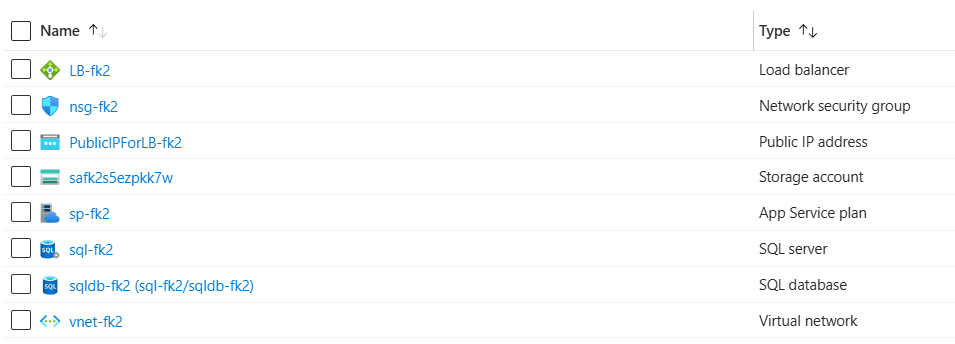 Name ↑↓ Type ↑↓
LB-fk2 Load balancer
nsg-fk2 Network security group
PublicIPForLB-fk2 Public IP address
safk2s5ezpkk7w Storage account
sp-fk2 App Service plan
SQL sql-fk2 SQL server
SQL sqldb-fk2 (sql-fk2/sqldb-fk2) SQL database
vnet-fk2 Virtual network